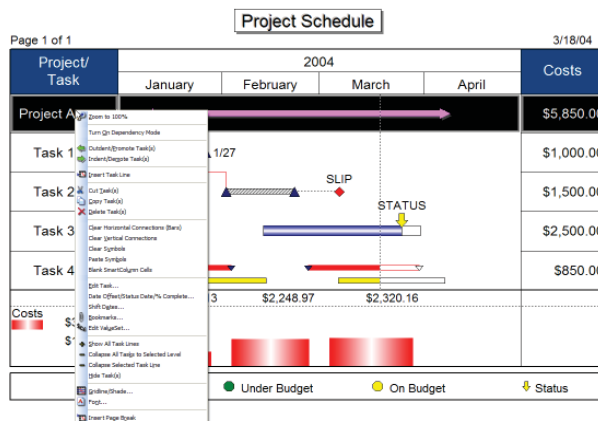 Project Schedule
Page 1 of 1
3/18/04
Project/
Task
2004
Costs
January February March April
Project A
$5,850.00
Zoom to 100%
Turn On Dependency Mode
Outdent/Promote Task(s)
Indent/Demote Task(s)
Insert Task Line
Cut Task(s)
Copy Task(s)
Delete Task(s)
Clear Horizontal Connections (Bars)
Clear Vertical Connections
Clear Symbols
Paste Symbols
Blank SmartColumn Cells
Edit Task...
Date Offset/Status Date/% Complete...
Shift Dates...
Bookmarks...
Edit ValueSet...
Show All Task Lines
Collapse All Tasks to Selected Level
Collapse Selected Task Line
Hide Task(s)
Gridline/Shade...
Font...
Insert Page Break
Task 1
1/27
$1,000.00
Task 2
SLIP
$1,500.00
Task 3
STATUS
$2,500.00
Task 4
$850.00
$2,248.97 $2,320.16
Costs
Under Budget
On Budget
Status